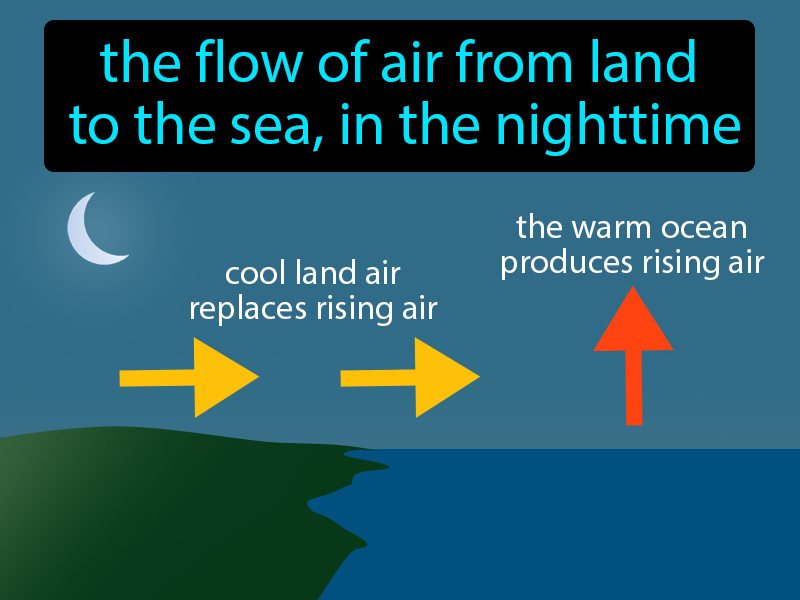 the flow of air from land
to the sea, in the nighttime
the warm ocean
produces rising air
cool land air
replaces rising air